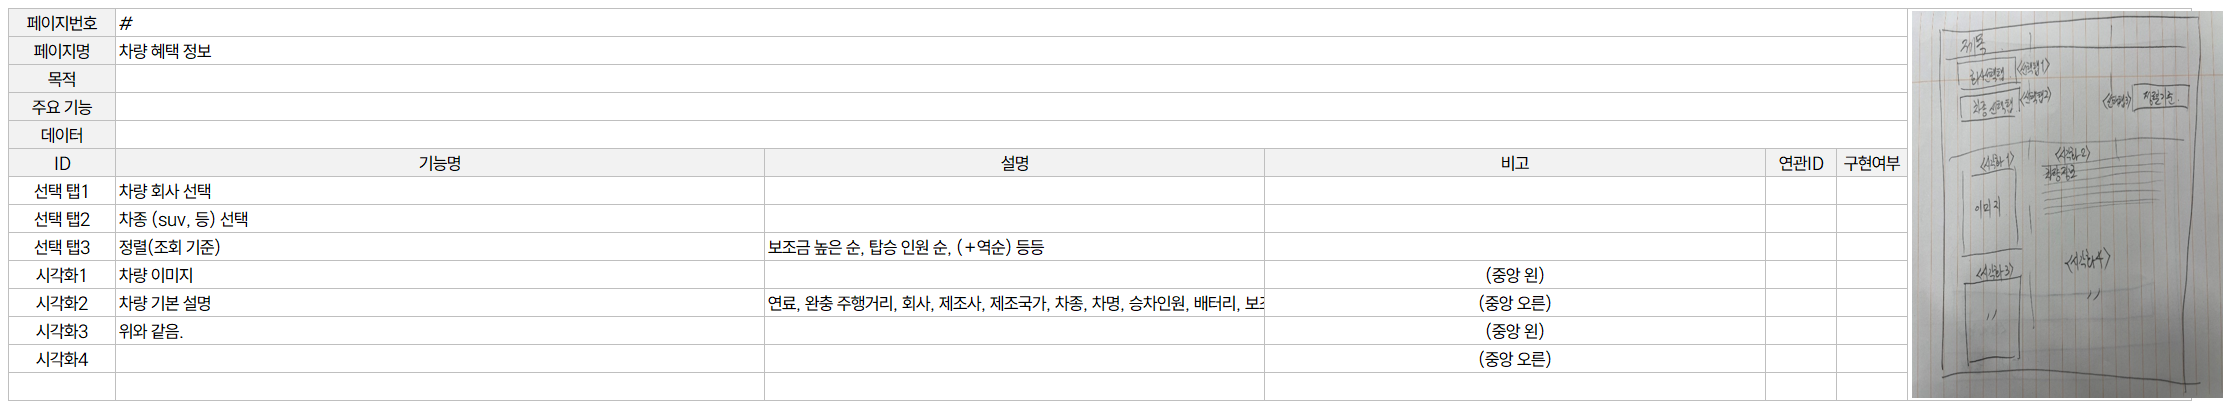 페이지번호 #
페이지명 차량 혜택 정보
목적
주요 기능
데이터
ID 기능명 설명 비고 연관ID 구현여부
선택 탭1 차량 회사 선택
선택 탭2 차종 (suv, 등) 선택
선택 탭3 정렬(조회 기준) 보조금 높은 순, 탑승 인원 순, (+역순) 등등
시각화1 차량 이미지 (중앙 왼)
시각화2 차량 기본 설명 연료, 완충 주행거리, 회사, 제조사, 제조국가, 차종, 차명, 승차인원, 배터리, 보조 (중앙 오른)
시각화3 위와 같음. (중앙 왼)
시각화4 (중앙 오른)
제목
회사선택탭 <선택탭1>
차종 선택탭 <선택탭2>
<선택탭3> 정렬기준
<시각화1> <시각화2>
차량정보
이미지
<시각화3> <시각화4>
〃 〃